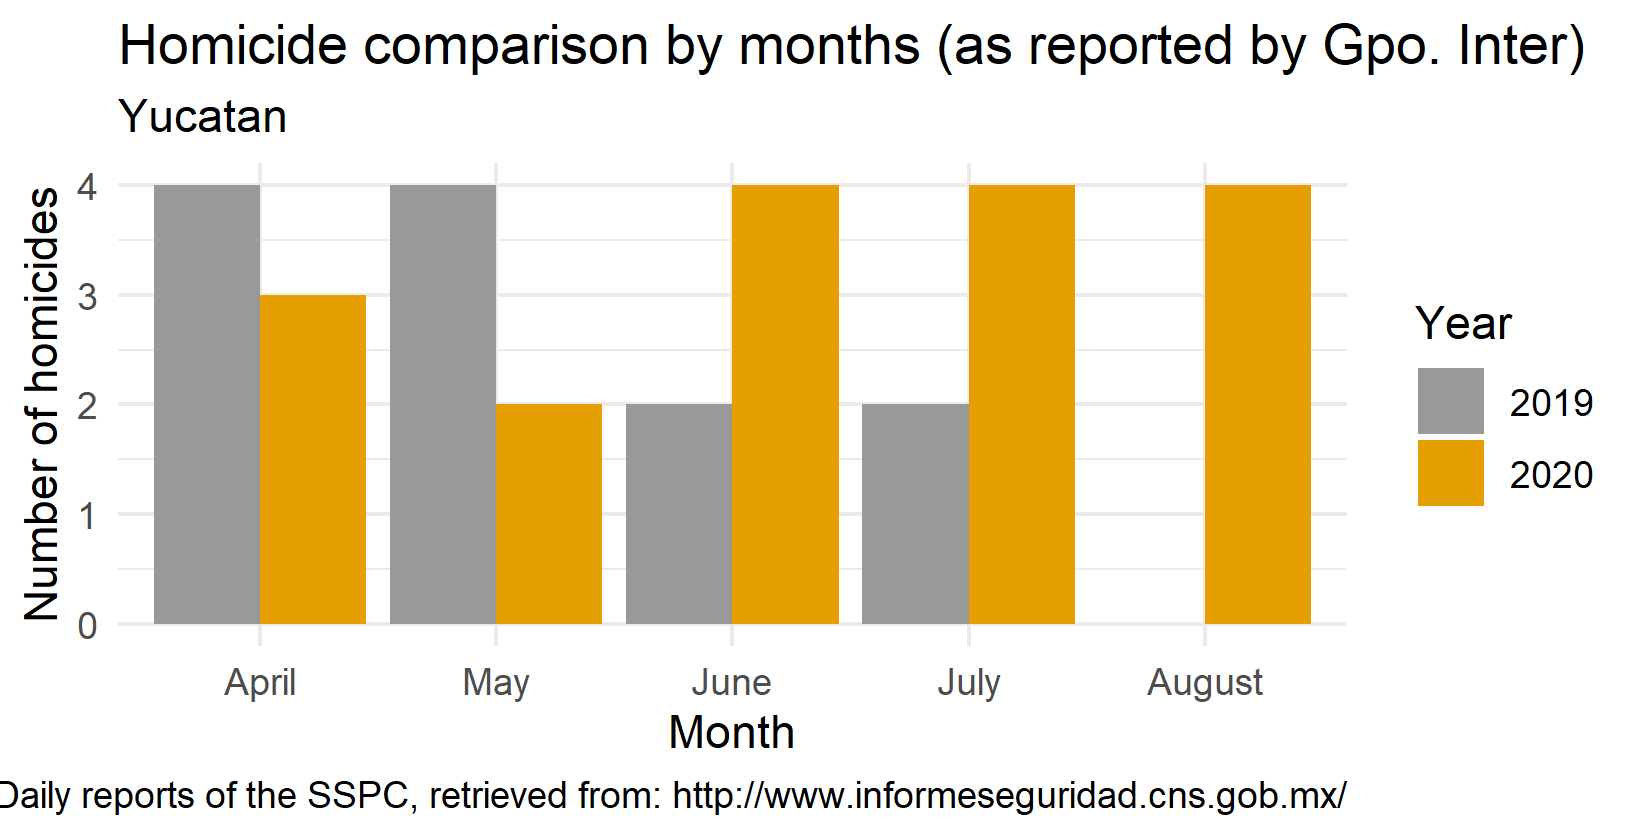 Homicide comparison by months (as reported by Gpo. Inter)
Yucatan
Number of homicides
4
3
2
1
0
April May June July August
Month
Year
2019
2020
Daily reports of the SSPC, retrieved from: http://www.informeseguridad.cns.gob.mx/